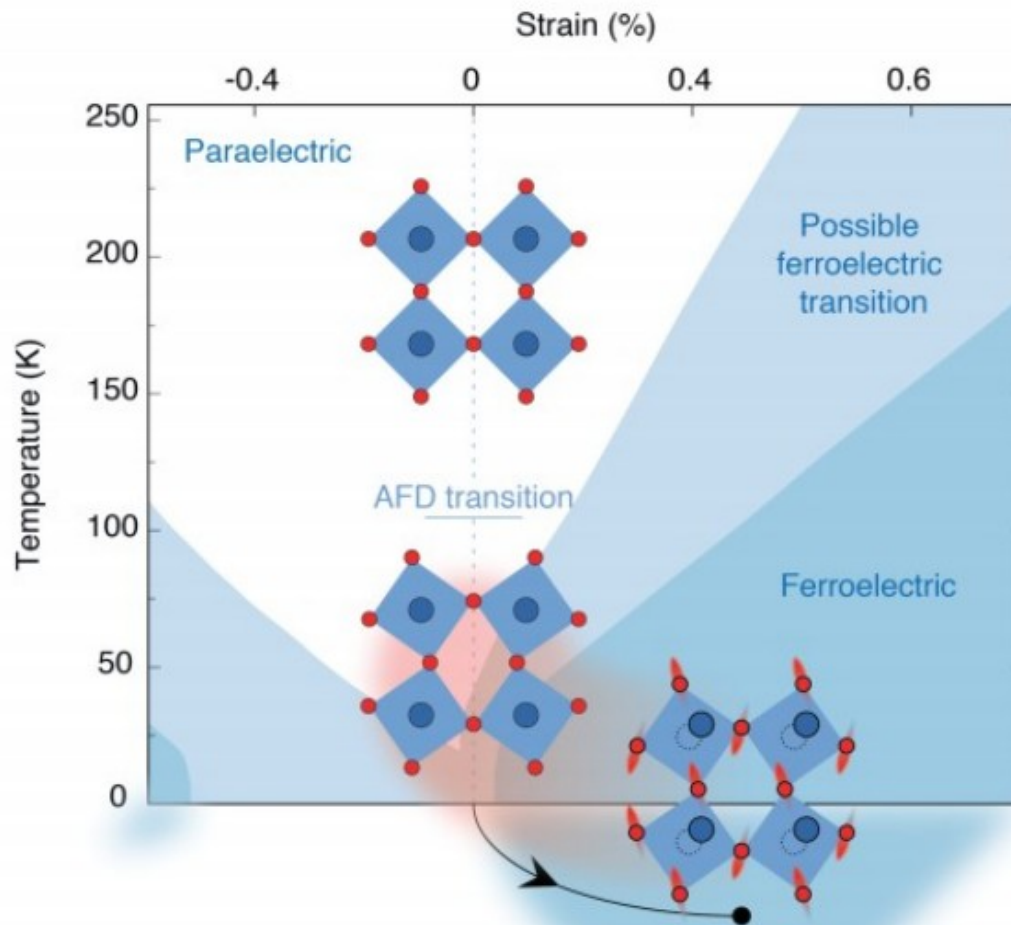 Strain (%)
-0.4 0 0.4 0.6
250
Paraelectric
Possible
ferroelectric
transition
200
Temperature (K)
150
AFD transition
100
Ferroelectric
50
0